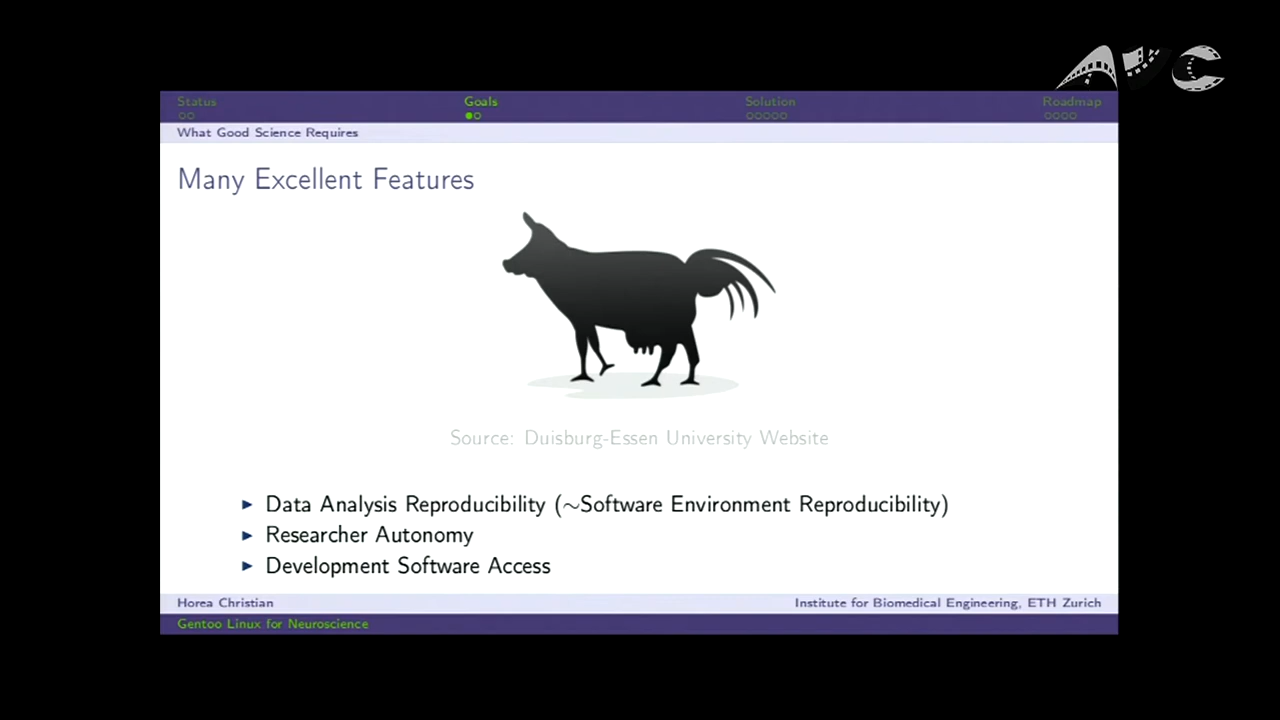 AVC
Status
Goals
Solution
Roadmap
What Good Science Requires
Many Excellent Features
Source: Duisburg-Essen University Website
Data Analysis Reproducibility (~Software Environment Reproducibility)
Researcher Autonomy
Development Software Access
Horea Christian
Institute for Biomedical Engineering, ETH Zurich
Gentoo Linux for Neuroscience